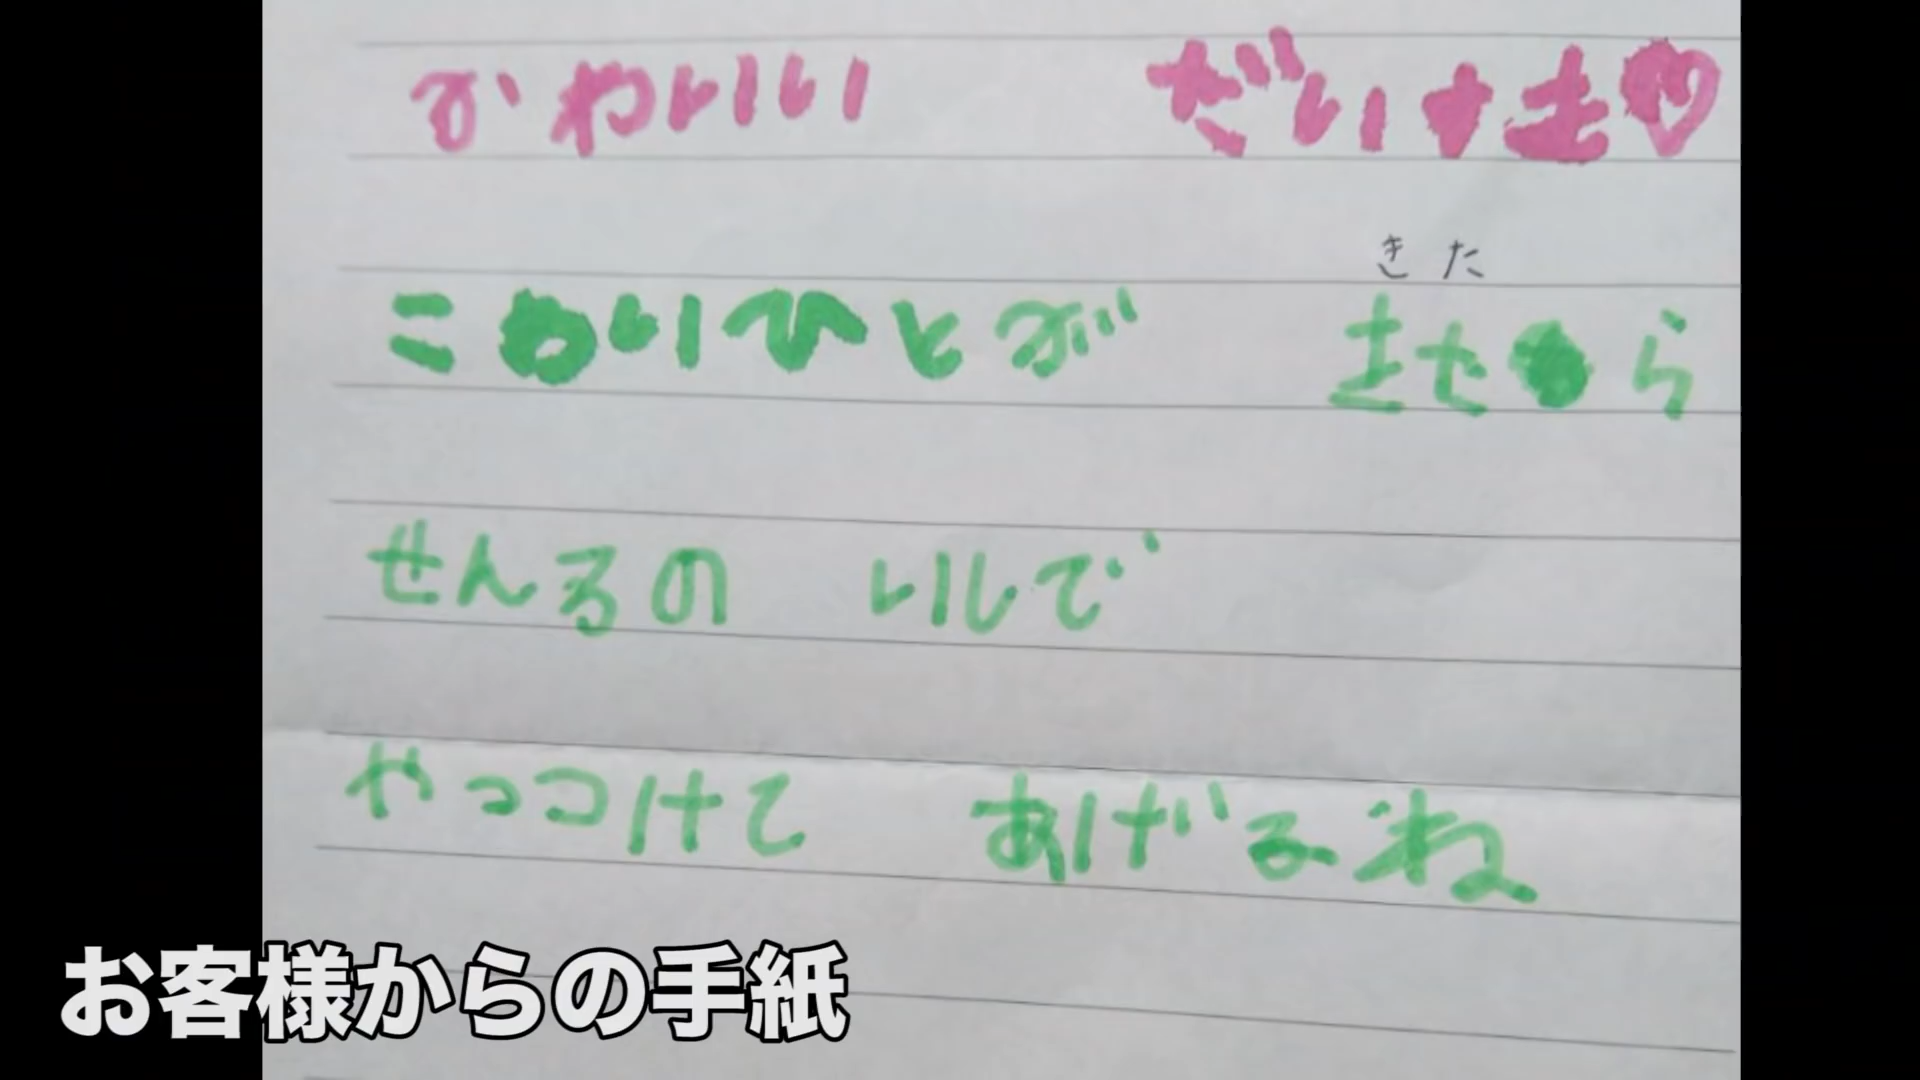 かわいい だいすき♡
きた
こわいひとが きたら
せんろの いしで
やっつけて あげるね
お客様からの手紙